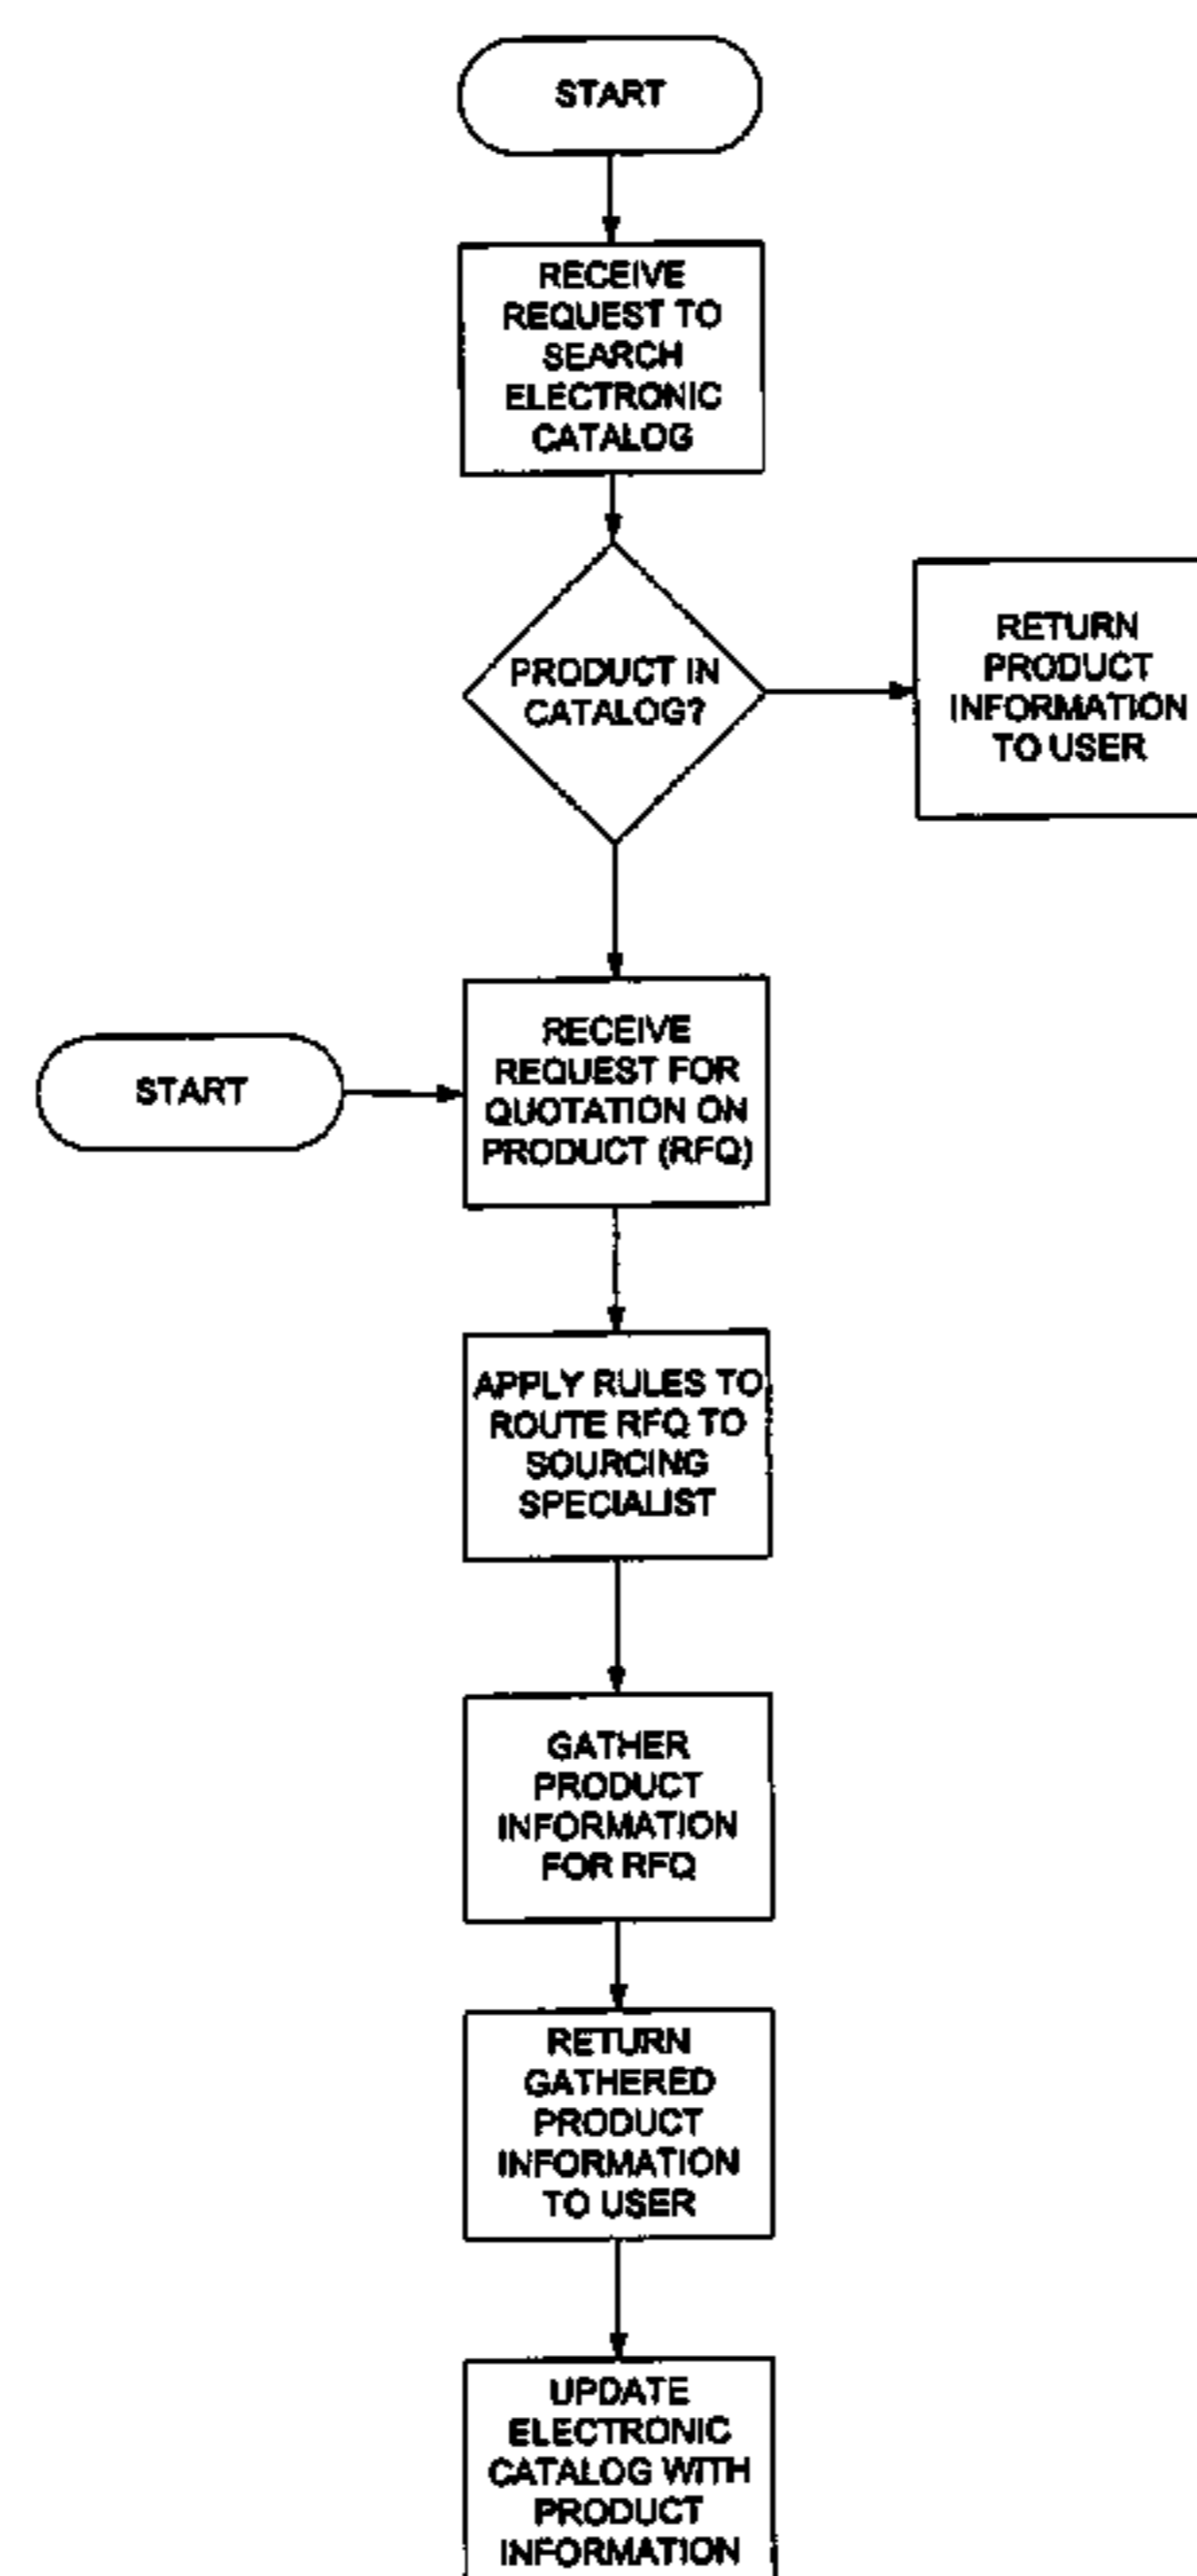 START
RECEIVE
REQUEST TO
SEARCH
ELECTRONIC
CATALOG
PRODUCT IN
CATALOG?
RETURN
PRODUCT
INFORMATION
TO USER
RECEIVE
REQUEST FOR
QUOTATION ON
PRODUCT (RFQ)
START
APPLY RULES TO
ROUTE RFQ TO
SOURCING
SPECIALIST
GATHER
PRODUCT
INFORMATION
FOR RFQ
RETURN
GATHERED
PRODUCT
INFORMATION
TO USER
UPDATE
ELECTRONIC
CATALOG WITH
PRODUCT
INFORMATION